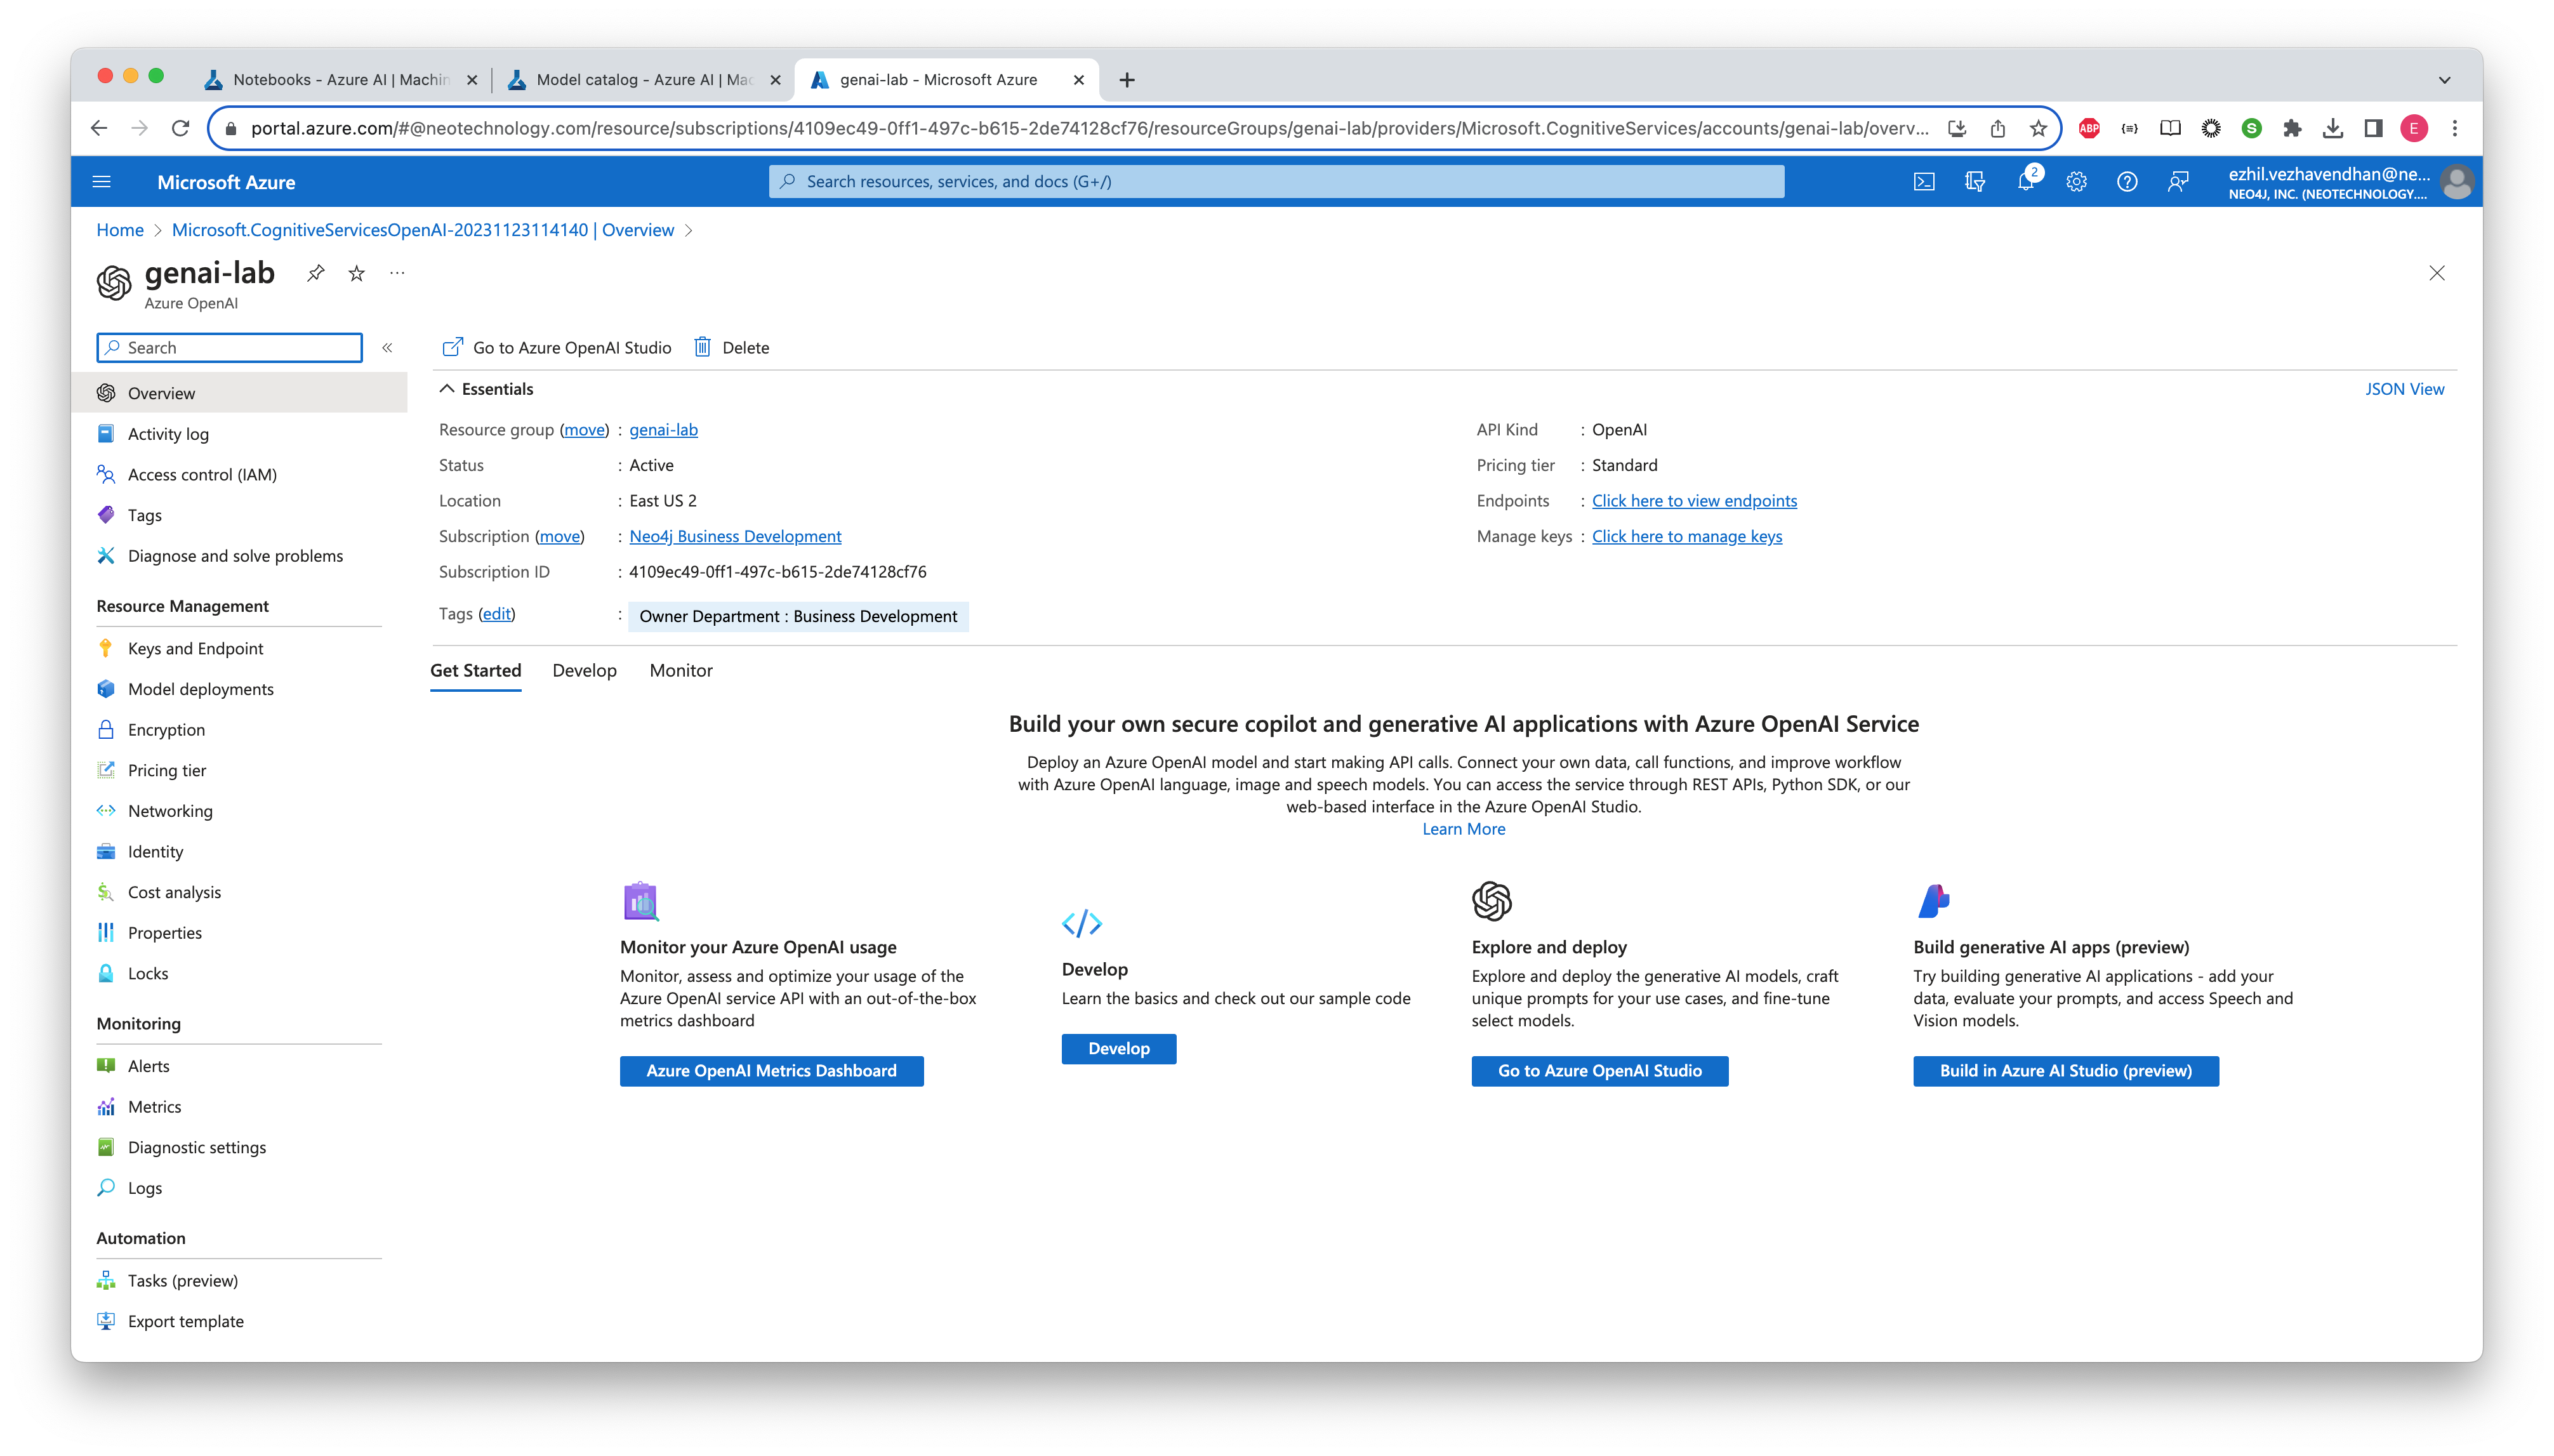 Notebooks - Azure AI | Machin
Model catalog - Azure AI | Mac
genai-lab - Microsoft Azure
portal.azure.com/#@neotechnology.com/resource/subscriptions/4109ec49-0ff1-497c-b615-2de74128cf76/resourceGroups/genai-lab/providers/Microsoft.CognitiveServices/accounts/genai-lab/overv...
ABP
S
E
Microsoft Azure
Search resources, services, and docs (G+/)
2
ezhil.vezhavendhan@ne...
NEO4J, INC. (NEOTECHNOLOGY....
Home > Microsoft.CognitiveServicesOpenAI-20231123114140 | Overview >
genai-lab
Azure OpenAI
Search
Overview
Activity log
Access control (IAM)
Tags
Diagnose and solve problems
Resource Management
Keys and Endpoint
Model deployments
Encryption
Pricing tier
Networking
Identity
Cost analysis
Properties
Locks
Monitoring
Alerts
Metrics
Diagnostic settings
Logs
Automation
Tasks (preview)
Export template
Go to Azure OpenAI Studio
Delete
Essentials
JSON View
Resource group (move) : genai-lab
Status : Active
Location : East US 2
Subscription (move) : Neo4j Business Development
Subscription ID : 4109ec49-0ff1-497c-b615-2de74128cf76
Tags (edit) : Owner Department : Business Development
API Kind : OpenAI
Pricing tier : Standard
Endpoints : Click here to view endpoints
Manage keys : Click here to manage keys
Get Started
Develop
Monitor
Build your own secure copilot and generative AI applications with Azure OpenAI Service
Deploy an Azure OpenAI model and start making API calls. Connect your own data, call functions, and improve workflow
with Azure OpenAI language, image and speech models. You can access the service through REST APIs, Python SDK, or our
web-based interface in the Azure OpenAI Studio.
Learn More
Monitor your Azure OpenAI usage
Monitor, assess and optimize your usage of the
Azure OpenAI service API with an out-of-the-box
metrics dashboard
Azure OpenAI Metrics Dashboard
Develop
Learn the basics and check out our sample code
Develop
Explore and deploy
Explore and deploy the generative AI models, craft
unique prompts for your use cases, and fine-tune
select models.
Go to Azure OpenAI Studio
Build generative AI apps (preview)
Try building generative AI applications - add your
data, evaluate your prompts, and access Speech and
Vision models.
Build in Azure AI Studio (preview)